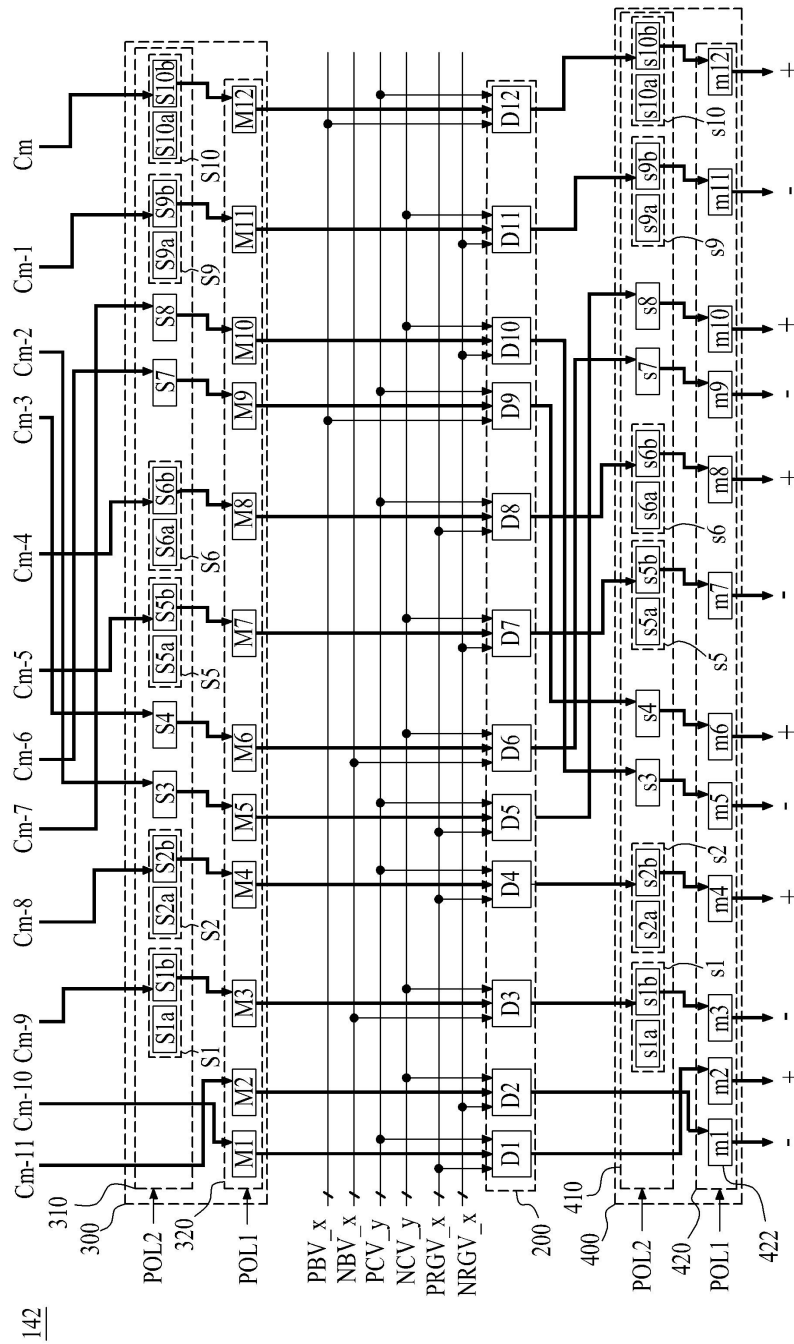 142
Cm-11 Cm-10 Cm-9 Cm-8 Cm-7 Cm-6 Cm-5 Cm-4 Cm-3 Cm-2 Cm-1 Cm
310
300
POL2
S1a S1b S2a S2b S3 S4 S5a S5b S6a S6b S7 S8 S9a S9b S10a S10b
S1 S2 S5 S6 S9 S10
320
POL1
M1 M2 M3 M4 M5 M6 M7 M8 M9 M10 M11 M12
PBV_x
NBV_x
PCV_y
NCV_y
PRGV_x
NRGV_x
D1 D2 D3 D4 D5 D6 D7 D8 D9 D10 D11 D12
200
410
400
POL2
s1a s1b s2a s2b s3 s4 s5a s5b s6a s6b s7 s8 s9a s9b s10a s10b
s1 s2 s5 s6 s9 s10
420
POL1
m1 m2 m3 m4 m5 m6 m7 m8 m9 m10 m11 m12
422
- + - + - + - + - + - +